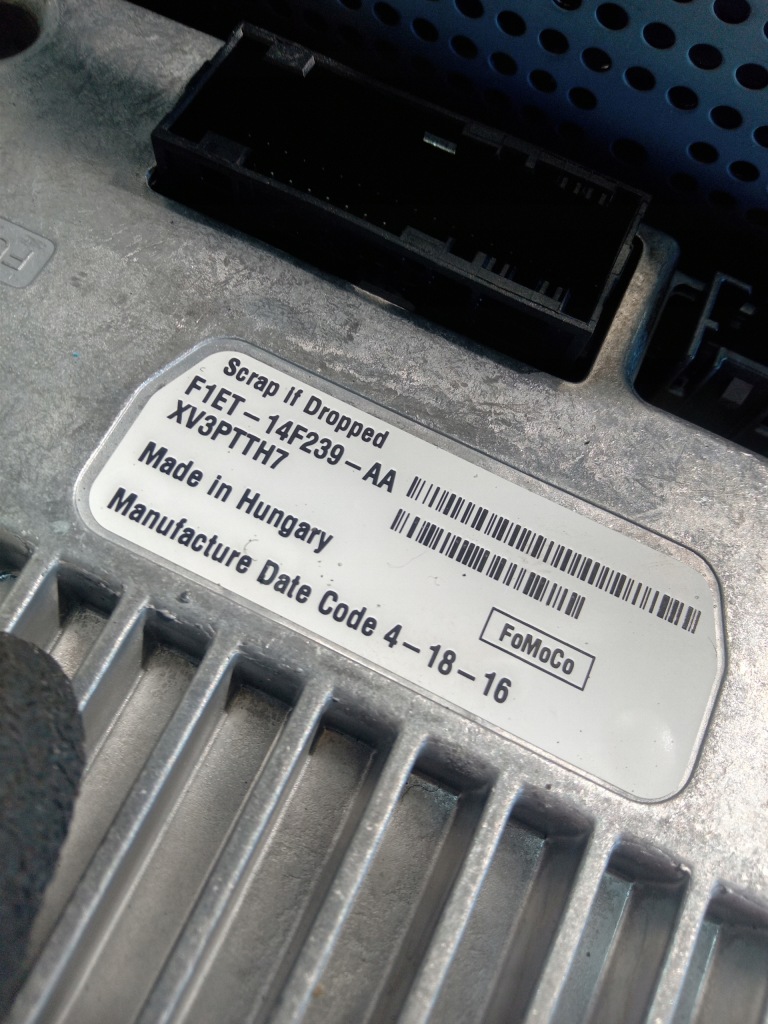 Scrap if Dropped
F1ET-14F239-AA
XV3PTTH7
Made in Hungary
Manufacture Date Code 4-18-16
FoMoCo